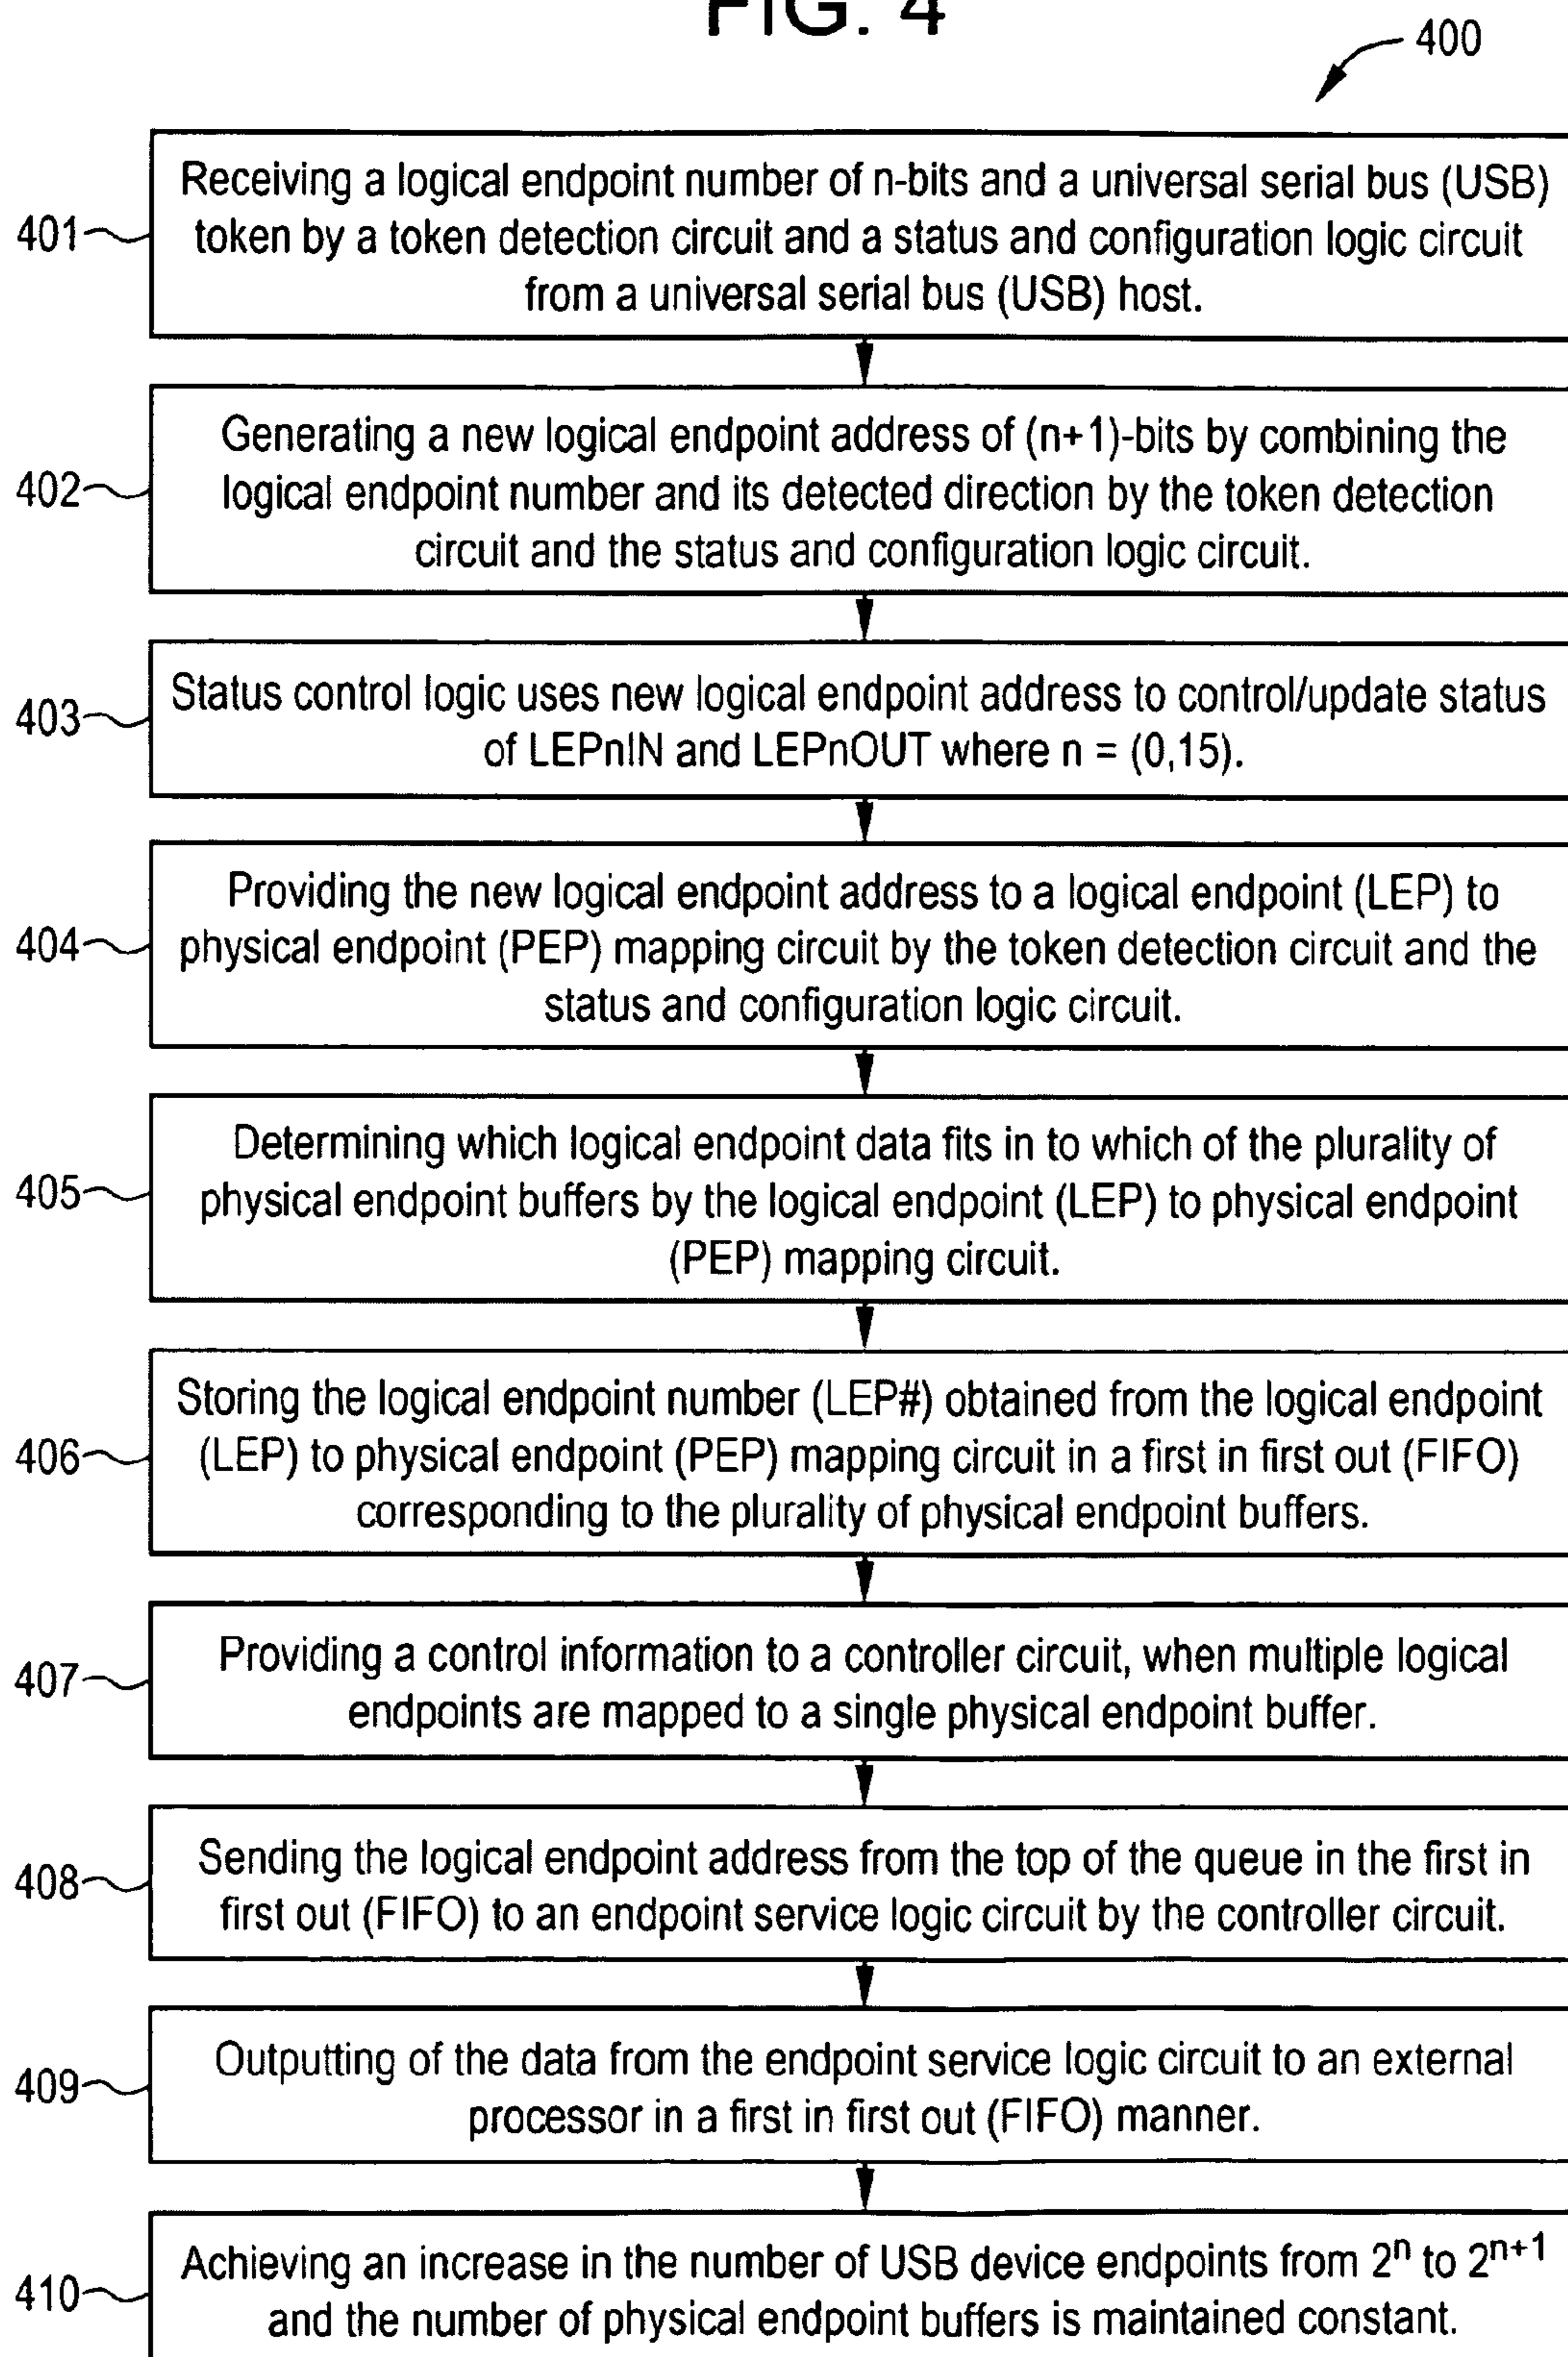 FIG. 4
400
401
Receiving a logical endpoint number of n-bits and a universal serial bus (USB)
token by a token detection circuit and a status and configuration logic circuit
from a universal serial bus (USB) host.
402
Generating a new logical endpoint address of (n+1)-bits by combining the
logical endpoint number and its detected direction by the token detection
circuit and the status and configuration logic circuit.
403
Status control logic uses new logical endpoint address to control/update status
of LEPnIN and LEPnOUT where n = (0,15).
404
Providing the new logical endpoint address to a logical endpoint (LEP) to
physical endpoint (PEP) mapping circuit by the token detection circuit and the
status and configuration logic circuit.
405
Determining which logical endpoint data fits in to which of the plurality of
physical endpoint buffers by the logical endpoint (LEP) to physical endpoint
(PEP) mapping circuit.
406
Storing the logical endpoint number (LEP#) obtained from the logical endpoint
(LEP) to physical endpoint (PEP) mapping circuit in a first in first out (FIFO)
corresponding to the plurality of physical endpoint buffers.
407
Providing a control information to a controller circuit, when multiple logical
endpoints are mapped to a single physical endpoint buffer.
408
Sending the logical endpoint address from the top of the queue in the first in
first out (FIFO) to an endpoint service logic circuit by the controller circuit.
409
Outputting of the data from the endpoint service logic circuit to an external
processor in a first in first out (FIFO) manner.
410
Achieving an increase in the number of USB device endpoints from 2ⁿ to 2ⁿ⁺¹
and the number of physical endpoint buffers is maintained constant.